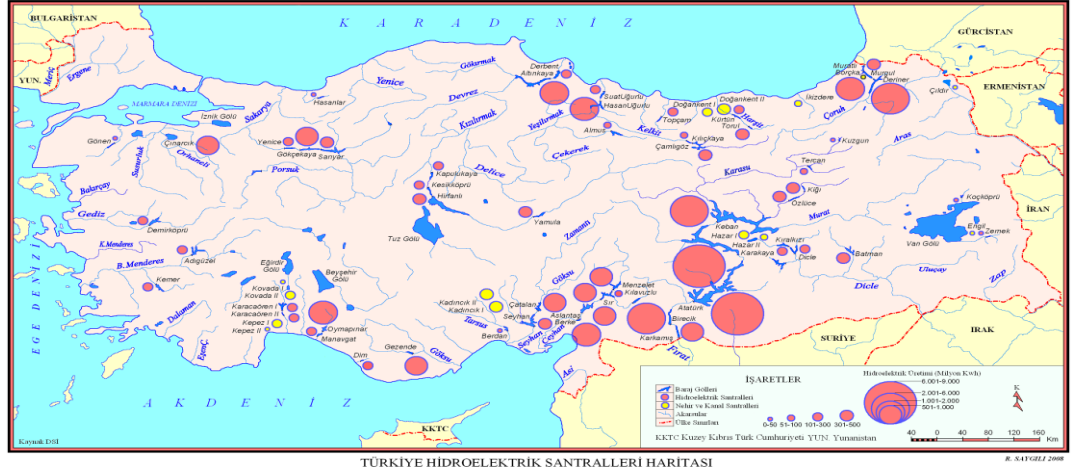 BULGARİSTAN
K A R A D E N İ Z
GÜRCİSTAN
YUN.
Meriç
Ergene
MARMARA DENİZİ
ERMENİSTAN
Çıldır
Muratlı
Borçka
Murgul
Deriner
Derbent
Altınkaya
Gökırmak
Yenice
Devrez
Hasanlar
Sakarya
İznik Gölü
Gönen
Çınarcık
Susurluk
Orhaneli
Yenice
Gökçekaya
Sarıyar
Porsuk
Kızılırmak
Yeşilırmak
SuatUğurlu
HasanUğurlu
Almus
Çekerek
Kelkit
Topçam
Doğankent I
Doğankent II
Kürtün
Torul
Harşit
İkizdere
Çoruh
Kılıçkaya
Çamlıgöz
Kuzgun
Aras
Karasu
Tercan
Kığı
Özlüce
Murat
Bakırçay
Gediz
Demirköprü
K.Menderes
B.Menderes
Adıgüzel
Kemer
Dalaman
Eşenç.
EGE DENİZİ
Kapulukaya
Kesikköprü
Hirfanlı
Delice
Tuz Gölü
Yamula
Zamantı
Keban
Hazar I
Hazar II
Karakaya
Kıralkızı
Dicle
Batman
Koçköprü
Engil
Zernek
Van Gölü
İRAN
Uluçay
Zap
Dicle
Eğirdir
Gölü
Beyşehir
Gölü
Kovada I
Kovada II
Karacaören I
Karacaören II
Kepez I
Kepez II
Oymapınar
Manavgat
Dim
Gezende
Göksu
Kadıncık II
Kadıncık I
Tarsus
Berdan
Seyhan
Çatalan
Aslantaş
Berke
Sır
Menzelet
Kılavuzlu
Göksu
Seyhan
Ceyhan
Asi
Atatürk
Birecik
Karkamış
Fırat
SURİYE
IRAK
A K D E N İ Z
KKTC
Kaynak DSİ
İŞARETLER
Baraj Gölleri
Hidroelektrik Santralleri
Nehir ve Kanal Santralleri
Akarsular
Ülke Sınırları
0-50 51-100 101-300 301-500
Hidroelektrik Üretimi (Milyon Kwh)
6.001-9.000
2.001-6.000
1.001-2.000
501-1.000
K
40 0 40 80 120 160
Km
KKTC Kuzey Kıbrıs Türk Cumhuriyeti YUN. Yunanistan
TÜRKİYE HİDROELEKTRİK SANTRALLERİ HARİTASI
R. SAYGILI 2008